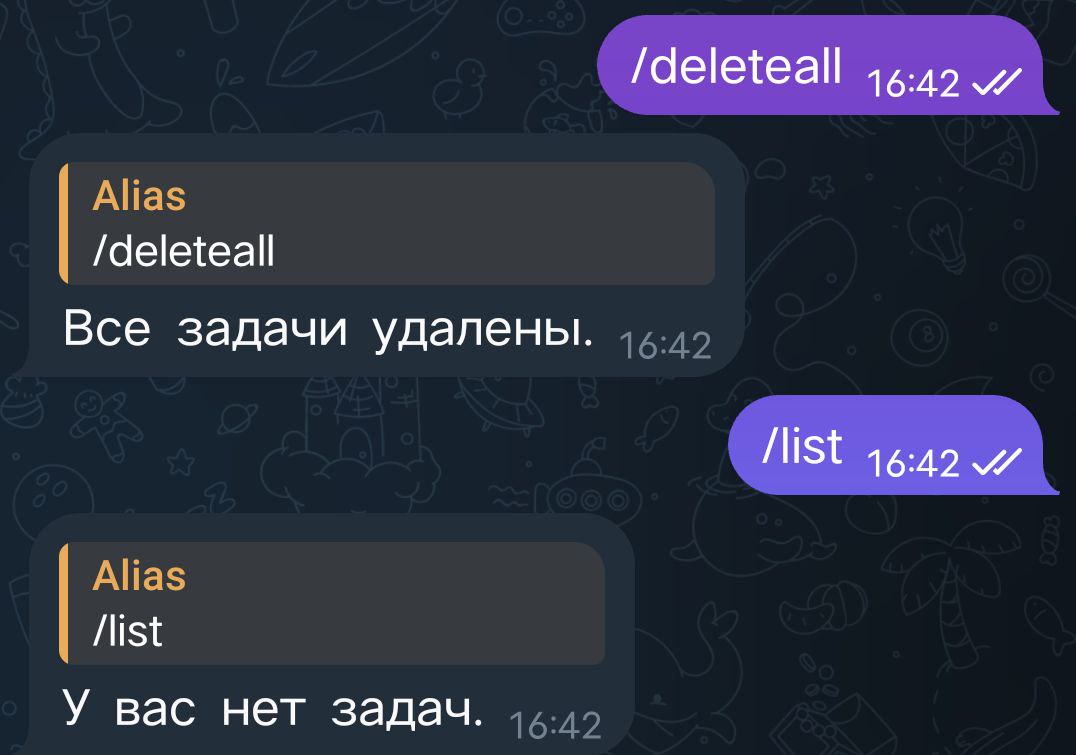 /deleteall 16:42
Alias
/deleteall
Все задачи удалены. 16:42
/list 16:42
Alias
/list
У вас нет задач. 16:42